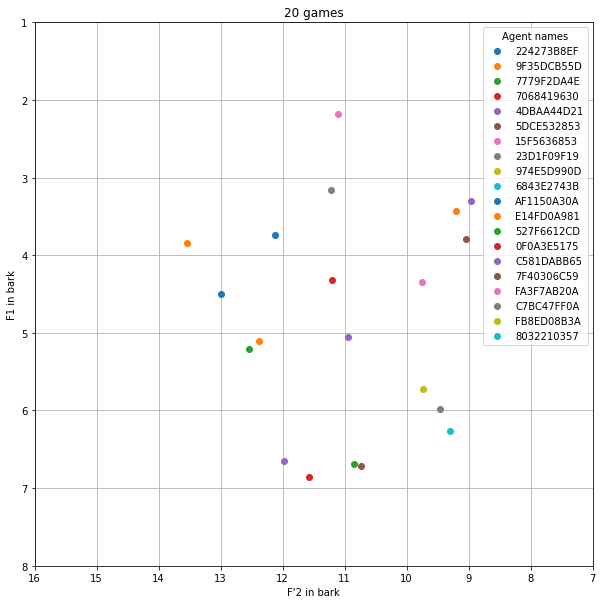 20 games
Agent names
224273B8EF
9F35DCB55D
7779F2DA4E
7068419630
4DBAA44D21
5DCE532853
15F5636853
23D1F09F19
974E5D990D
6843E2743B
AF1150A30A
E14FD0A981
527F6612CD
0F0A3E5175
C581DABB65
7F40306C59
FA3F7AB20A
C7BC47FF0A
FB8ED08B3A
8032210357
F1 in bark
1
2
3
4
5
6
7
8
16 15 14 13 12 11 10 9 8 7
F'2 in bark